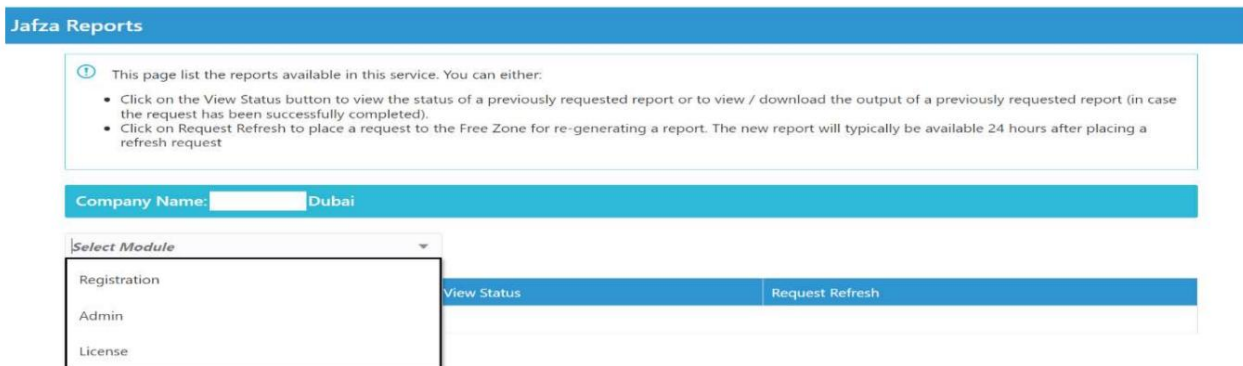 Jafza Reports
This page list the reports available in this service. You can either:
• Click on the View Status button to view the status of a previously requested report or to view / download the output of a previously requested report (in case
the request has been successfully completed).
• Click on Request Refresh to place a request to the Free Zone for re-generating a report. The new report will typically be available 24 hours after placing a
refresh request
Company Name: Dubai
Select Module
Registration
View Status Request Refresh
Admin
License